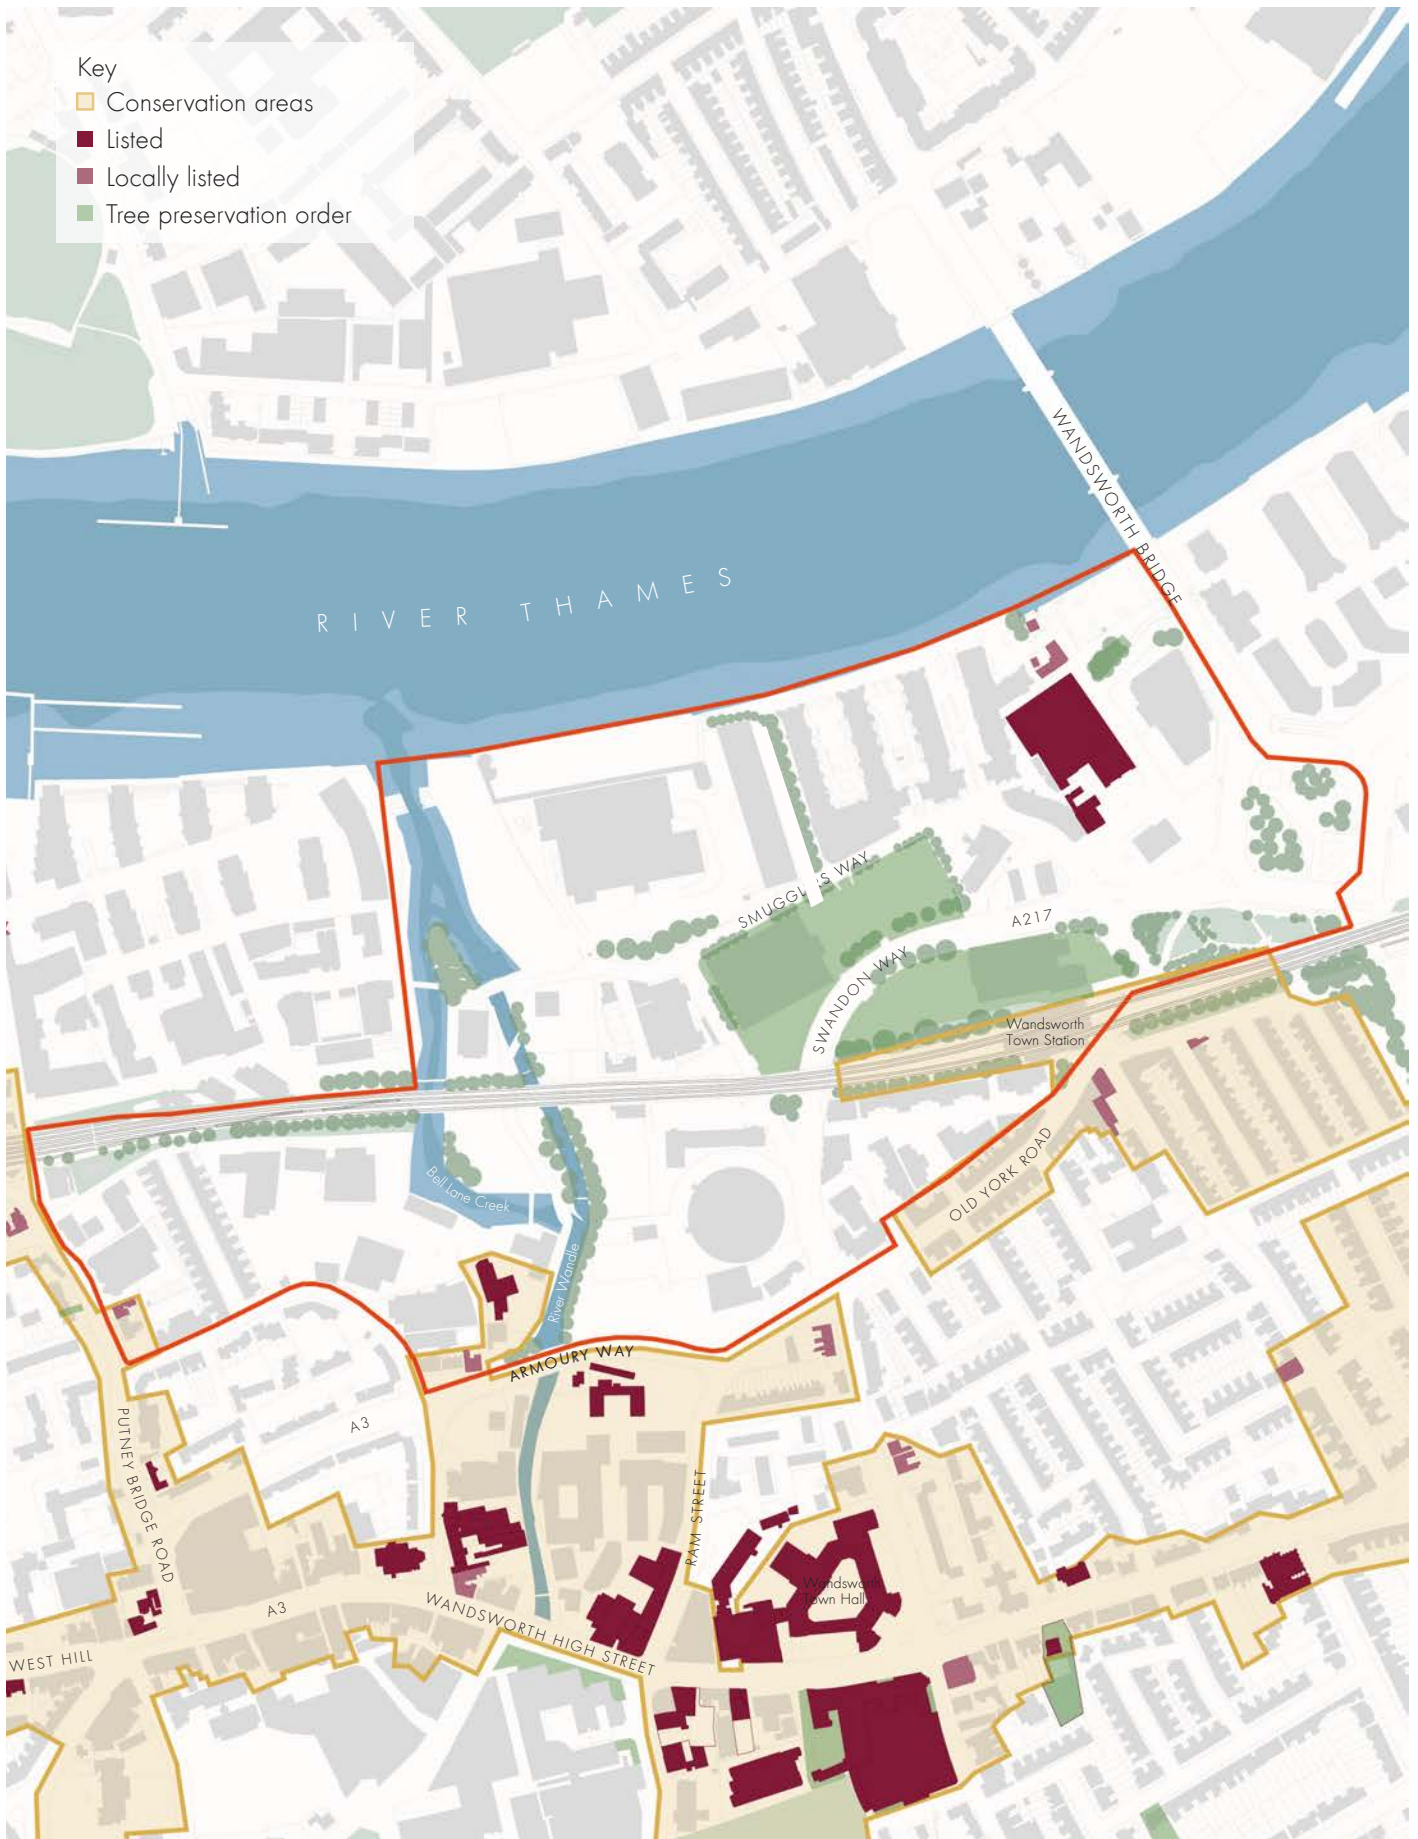 Key
Conservation areas
Listed
Locally listed
Tree preservation order
WANDSWORTH BRIDGE
RIVER THAMES
SMUGGLERS WAY
A217
SWANDON WAY
Wandsworth
Town Station
OLD YORK ROAD
Bell Lane Creek
River Wandle
ARMOURY WAY
A3
PUTNEY BRIDGE ROAD
RAM STREET
Wandsworth
Town Hall
A3
WANDSWORTH HIGH STREET
WEST HILL